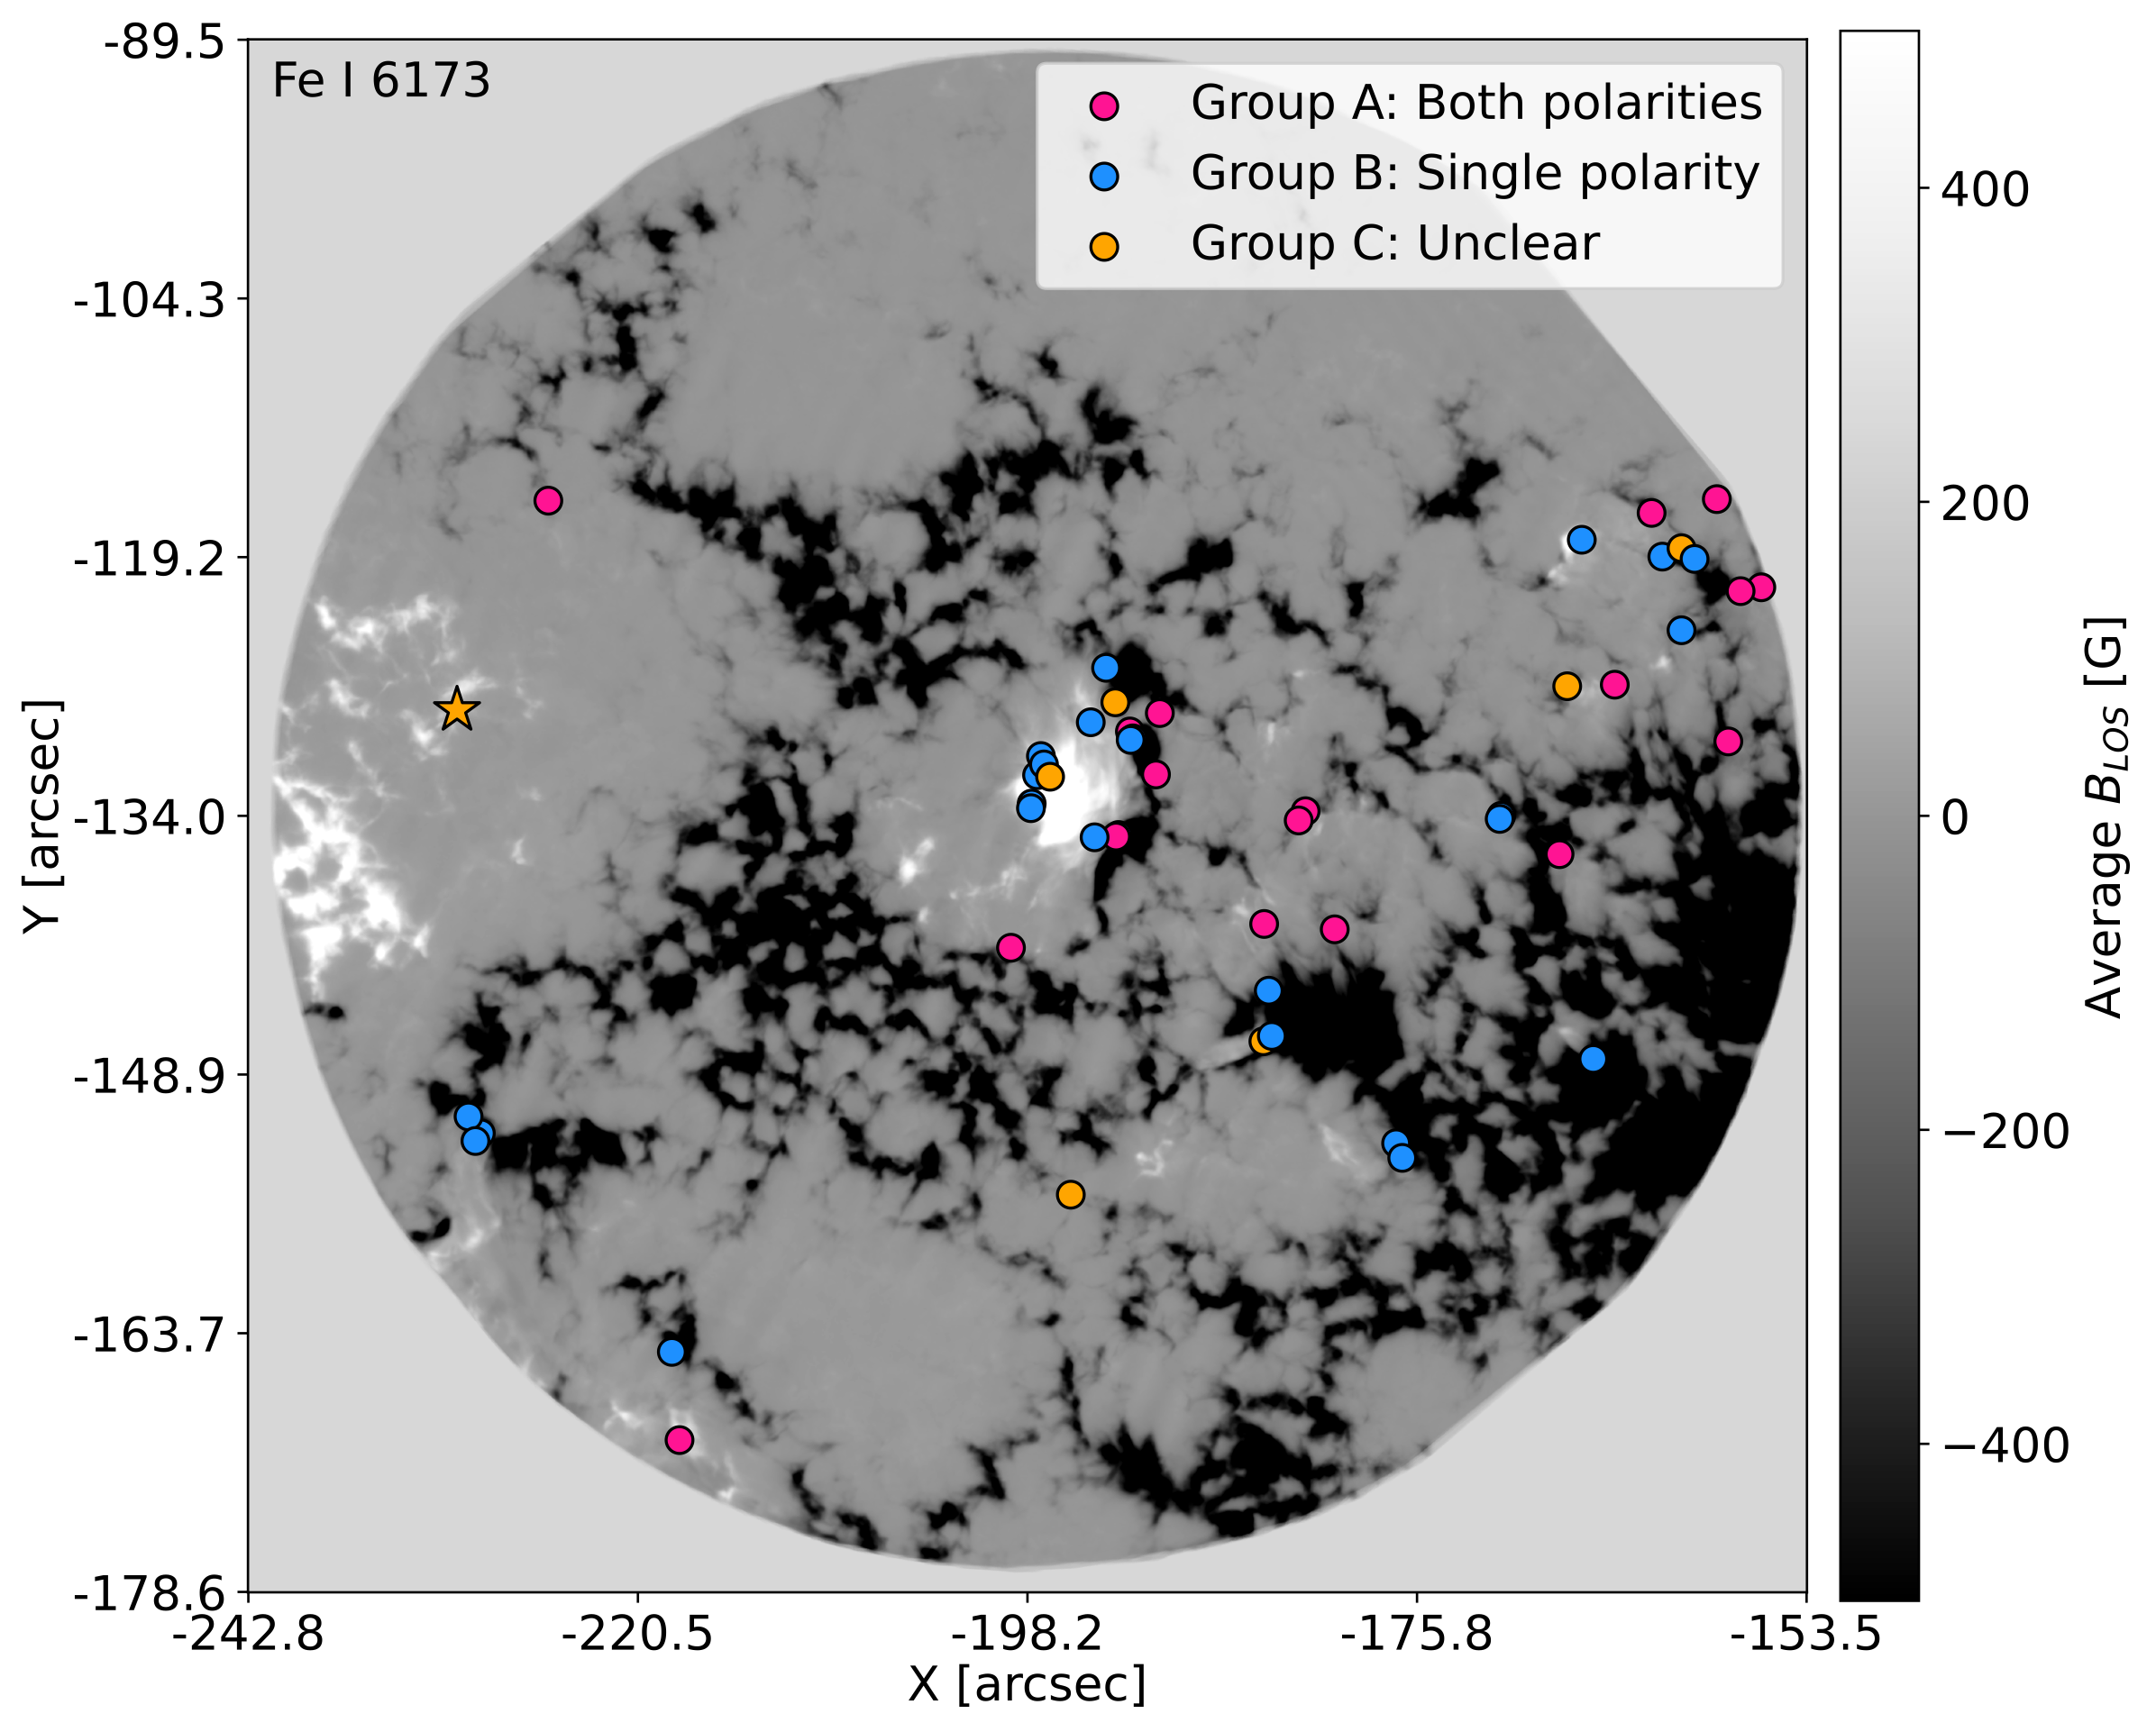 Fe I 6173
Group A: Both polarities
Group B: Single polarity
Group C: Unclear
-89.5
-104.3
-119.2
-134.0
-148.9
-163.7
-178.6
Y [arcsec]
-242.8
-220.5
-198.2
-175.8
-153.5
X [arcsec]
400
200
0
−200
−400
Average B_LOS [G]